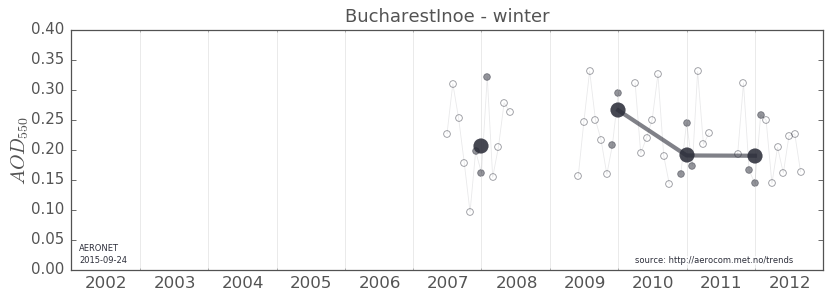 BucharestInoe - winter
0.40
0.35
0.30
0.25
0.20
0.15
0.10
0.05
0.00
AOD550
AERONET
2015-09-24
source: http://aerocom.met.no/trends
2002 2003 2004 2005 2006 2007 2008 2009 2010 2011 2012